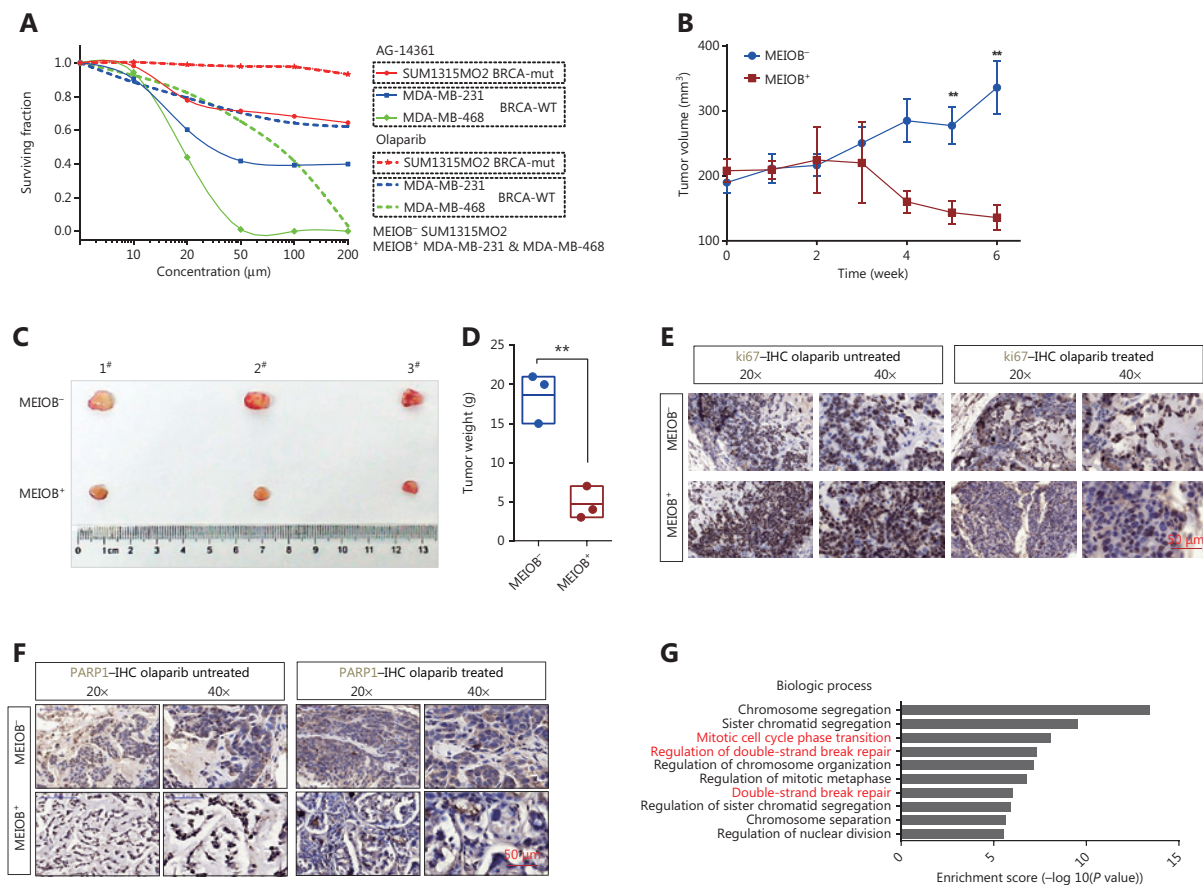 A
AG-14361
SUM1315MO2 BRCA-mut
MDA-MB-231
BRCA-WT
MDA-MB-468
Olaparib
SUM1315MO2 BRCA-mut
MDA-MB-231
BRCA-WT
MDA-MB-468
MEIOB⁻ SUM1315MO2
MEIOB⁺ MDA-MB-231 & MDA-MB-468
Surviving fraction
1.0
0.8
0.6
0.4
0.2
0.0
10 20 50 100 200
Concentration (μm)
B
MEIOB⁻
MEIOB⁺
**
**
Tumor volume (mm³)
400
300
200
100
0 2 4 6
Time (week)
C
1# 2# 3#
MEIOB⁻
MEIOB⁺
0 1cm 2 3 4 5 6 7 8 9 10 11 12 13
D
**
Tumor weight (g)
25
20
15
10
5
0
MEIOB⁻ MEIOB⁺
E
ki67–IHC olaparib untreated
20× 40×
ki67–IHC olaparib treated
20× 40×
MEIOB⁻
MEIOB⁺
50 μm
F
PARP1–IHC olaparib untreated
20× 40×
PARP1–IHC olaparib treated
20× 40×
MEIOB⁻
MEIOB⁺
50 μm
G
Biologic process
Chromosome segregation
Sister chromatid segregation
Mitotic cell cycle phase transition
Regulation of double-strand break repair
Regulation of chromosome organization
Regulation of mitotic metaphase
Double-strand break repair
Regulation of sister chromatid segregation
Chromosome separation
Regulation of nuclear division
0 5 10 15
Enrichment score (−log 10(P value))